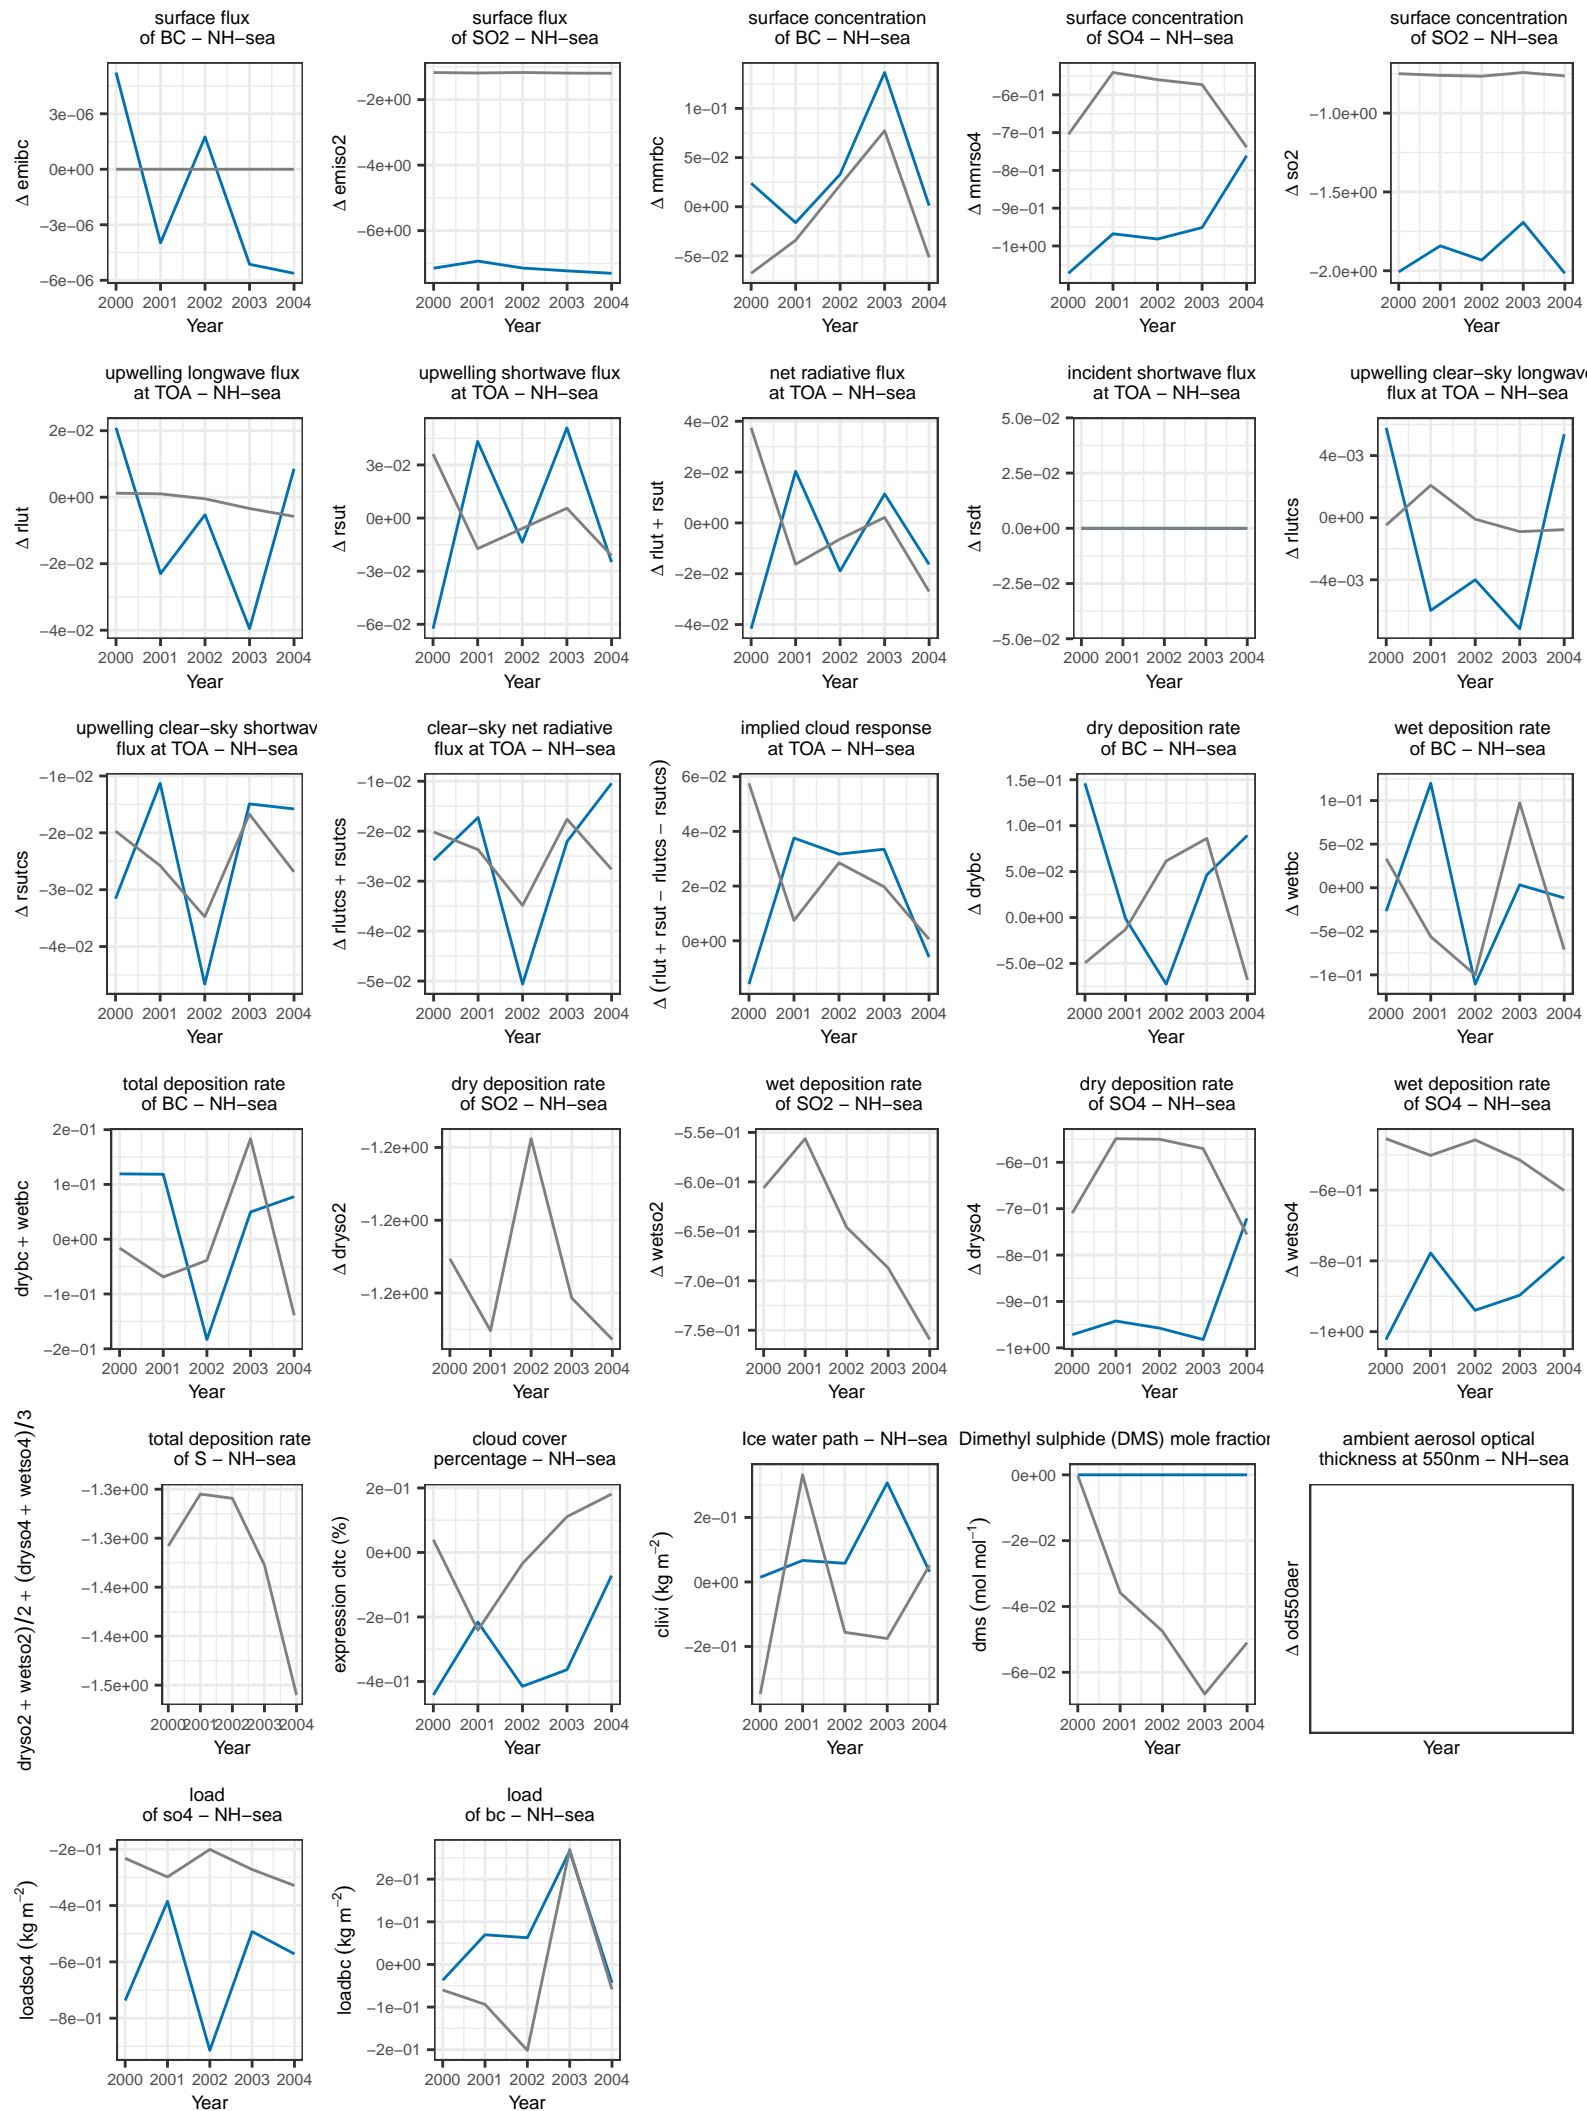 surface flux
of BC − NH−sea
Δ emibc
3e−06
0e+00
−3e−06
−6e−06
2000 2001 2002 2003 2004
Year
surface flux
of SO2 − NH−sea
Δ emiso2
−2e+00
−4e+00
−6e+00
2000 2001 2002 2003 2004
Year
surface concentration
of BC − NH−sea
Δ mmrbc
1e−01
5e−02
0e+00
−5e−02
2000 2001 2002 2003 2004
Year
surface concentration
of SO4 − NH−sea
Δ mmrso4
−6e−01
−7e−01
−8e−01
−9e−01
−1e+00
2000 2001 2002 2003 2004
Year
surface concentration
of SO2 − NH−sea
Δ so2
−1.0e+00
−1.5e+00
−2.0e+00
2000 2001 2002 2003 2004
Year
upwelling longwave flux
at TOA − NH−sea
Δ rlut
2e−02
0e+00
−2e−02
−4e−02
2000 2001 2002 2003 2004
Year
upwelling shortwave flux
at TOA − NH−sea
Δ rsut
3e−02
0e+00
−3e−02
−6e−02
2000 2001 2002 2003 2004
Year
net radiative flux
at TOA − NH−sea
Δ rlut + rsut
4e−02
2e−02
0e+00
−2e−02
−4e−02
2000 2001 2002 2003 2004
Year
incident shortwave flux
at TOA − NH−sea
Δ rsdt
5.0e−02
2.5e−02
0.0e+00
−2.5e−02
−5.0e−02
2000 2001 2002 2003 2004
Year
upwelling clear−sky longwave
flux at TOA − NH−sea
Δ rlutcs
4e−03
0e+00
−4e−03
2000 2001 2002 2003 2004
Year
upwelling clear−sky shortwav
flux at TOA − NH−sea
Δ rsutcs
−1e−02
−2e−02
−3e−02
−4e−02
2000 2001 2002 2003 2004
Year
clear−sky net radiative
flux at TOA − NH−sea
Δ rlutcs + rsutcs
−1e−02
−2e−02
−3e−02
−4e−02
−5e−02
2000 2001 2002 2003 2004
Year
implied cloud response
at TOA − NH−sea
Δ (rlut + rsut − rlutcs − rsutcs)
6e−02
4e−02
2e−02
0e+00
2000 2001 2002 2003 2004
Year
dry deposition rate
of BC − NH−sea
Δ drybc
1.5e−01
1.0e−01
5.0e−02
0.0e+00
−5.0e−02
2000 2001 2002 2003 2004
Year
wet deposition rate
of BC − NH−sea
Δ wetbc
1e−01
5e−02
0e+00
−5e−02
−1e−01
2000 2001 2002 2003 2004
Year
total deposition rate
of BC − NH−sea
drybc + wetbc
2e−01
1e−01
0e+00
−1e−01
−2e−01
2000 2001 2002 2003 2004
Year
dry deposition rate
of SO2 − NH−sea
Δ dryso2
−1.2e+00
−1.2e+00
−1.2e+00
2000 2001 2002 2003 2004
Year
wet deposition rate
of SO2 − NH−sea
Δ wetso2
−5.5e−01
−6.0e−01
−6.5e−01
−7.0e−01
−7.5e−01
2000 2001 2002 2003 2004
Year
dry deposition rate
of SO4 − NH−sea
Δ dryso4
−6e−01
−7e−01
−8e−01
−9e−01
−1e+00
2000 2001 2002 2003 2004
Year
wet deposition rate
of SO4 − NH−sea
Δ wetso4
−6e−01
−8e−01
−1e+00
2000 2001 2002 2003 2004
Year
total deposition rate
of S − NH−sea
dryso2 + wetso2)/2 + (dryso4 + wetso4)/3
−1.3e+00
−1.3e+00
−1.4e+00
−1.4e+00
−1.5e+00
2000 2001 2002 2003 2004
Year
cloud cover
percentage − NH−sea
expression cltc (%)
2e−01
0e+00
−2e−01
−4e−01
2000 2001 2002 2003 2004
Year
Ice water path − NH−sea
clivi (kg m−2)
2e−01
0e+00
−2e−01
2000 2001 2002 2003 2004
Year
Dimethyl sulphide (DMS) mole fraction
dms (mol mol−1)
0e+00
−2e−02
−4e−02
−6e−02
2000 2001 2002 2003 2004
Year
ambient aerosol optical
thickness at 550nm − NH−sea
Δ od550aer
Year
load
of so4 − NH−sea
loadso4 (kg m−2)
−2e−01
−4e−01
−6e−01
−8e−01
2000 2001 2002 2003 2004
Year
load
of bc − NH−sea
loadbc (kg m−2)
2e−01
1e−01
0e+00
−1e−01
−2e−01
2000 2001 2002 2003 2004
Year